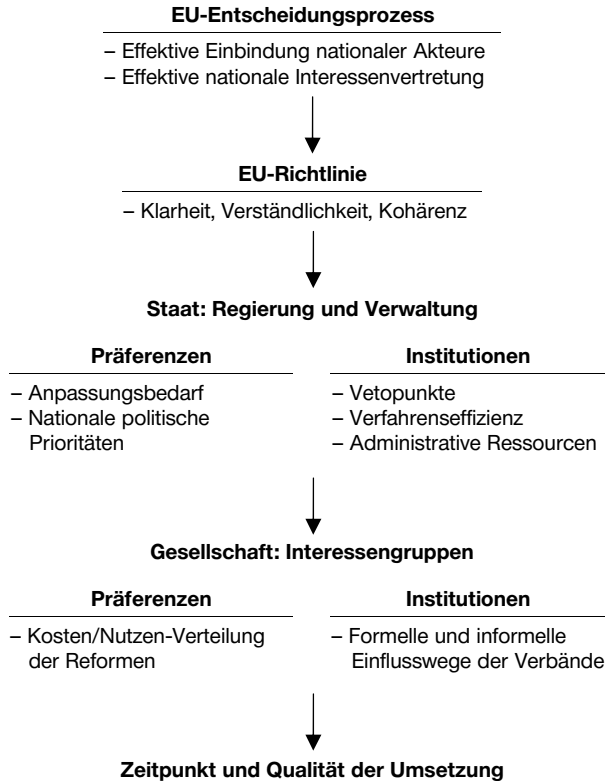 EU-Entscheidungsprozess
– Effektive Einbindung nationaler Akteure
– Effektive nationale Interessenvertretung
EU-Richtlinie
– Klarheit, Verständlichkeit, Kohärenz
Staat: Regierung und Verwaltung
Präferenzen
– Anpassungsbedarf
– Nationale politische
Prioritäten
Institutionen
– Vetopunkte
– Verfahrenseffizienz
– Administrative Ressourcen
Gesellschaft: Interessengruppen
Präferenzen
– Kosten/Nutzen-Verteilung
der Reformen
Institutionen
– Formelle und informelle
Einflusswege der Verbände
Zeitpunkt und Qualität der Umsetzung